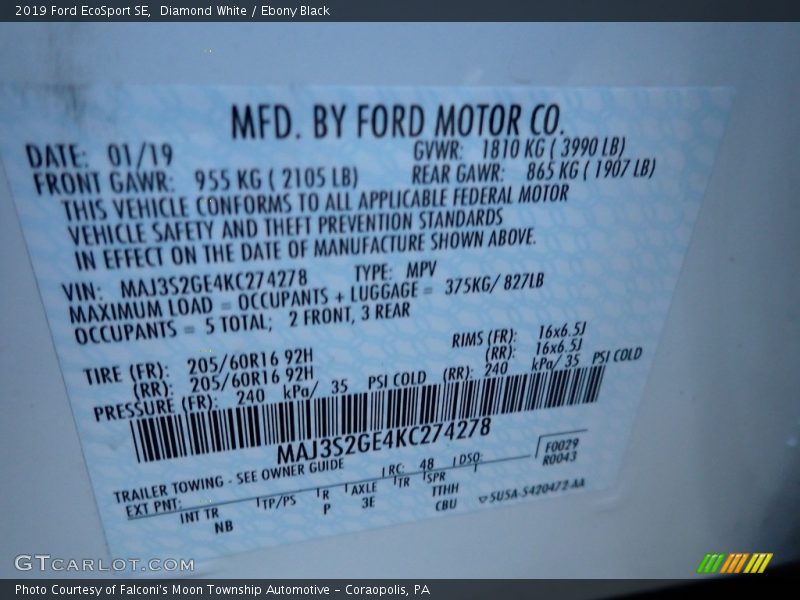 2019 Ford EcoSport SE, Diamond White / Ebony Black
MFD. BY FORD MOTOR CO.
DATE: 01/19 GVWR: 1810 KG ( 3990 LB)
FRONT GAWR: 955 KG ( 2105 LB) REAR GAWR: 865 KG ( 1907 LB)
THIS VEHICLE CONFORMS TO ALL APPLICABLE FEDERAL MOTOR
VEHICLE SAFETY AND THEFT PREVENTION STANDARDS
IN EFFECT ON THE DATE OF MANUFACTURE SHOWN ABOVE.
VIN: MAJ3S2GE4KC274278 TYPE: MPV
MAXIMUM LOAD = OCCUPANTS + LUGGAGE = 375KG/ 827LB
OCCUPANTS = 5 TOTAL; 2 FRONT, 3 REAR
TIRE (FR): 205/60R16 92H RIMS (FR): 16x6.5J
(RR): 205/60R16 92H (RR): 16x6.5J
PRESSURE (FR): 240 kPa/ 35 PSI COLD (RR): 240 kPa/ 35 PSI COLD
MAJ3S2GE4KC274278
TRAILER TOWING - SEE OWNER GUIDE
F0029
R0043
EXT PNT: RC: 48 DSO:
INT TR TP/PS R AXLE TR SPR
NB P 3E TTHH
CBU
5U5A-5420472-AA
GTCARLOT.COM
Photo Courtesy of Falconi's Moon Township Automotive – Coraopolis, PA